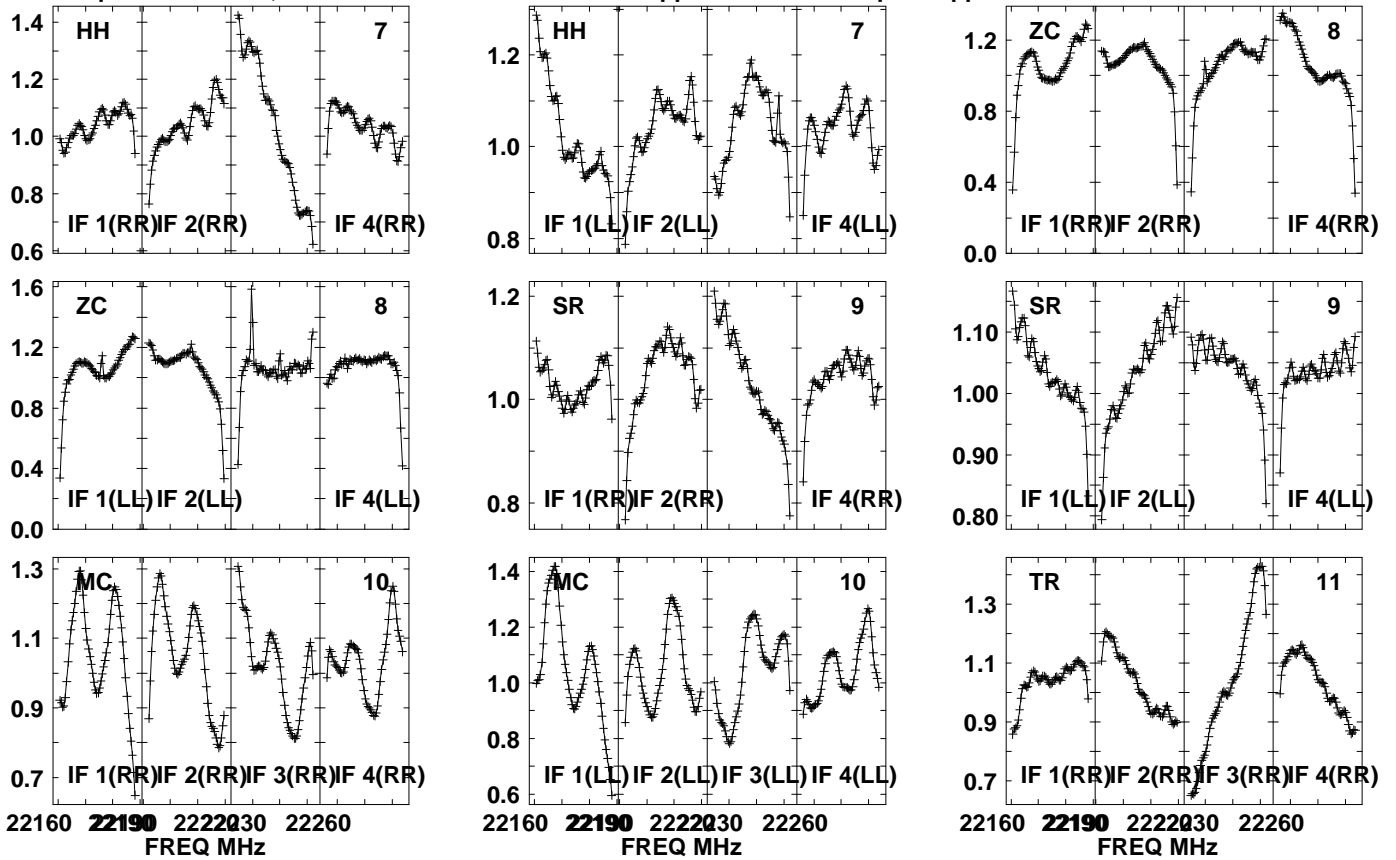 HH 7
1.4
1.2
1.0
0.8
0.6
IF 1(RR) IF 2(RR) IF 4(RR)
HH 7
1.2
1.0
0.8
IF 1(LL) IF 2(LL) IF 4(LL)
ZC 8
1.2
0.8
0.4
0.0
IF 1(RR) IF 2(RR) IF 4(RR)
ZC 8
1.6
1.2
0.8
0.4
0.0
IF 1(LL) IF 2(LL) IF 4(LL)
SR 9
1.2
1.0
0.8
IF 1(RR) IF 2(RR) IF 4(RR)
SR 9
1.10
1.00
0.90
0.80
IF 1(LL) IF 2(LL) IF 4(LL)
MC 10
1.3
1.1
0.9
0.7
IF 1(RR) IF 2(RR) IF 3(RR) IF 4(RR)
22160 22190 22230 22260
FREQ MHz
MC 10
1.4
1.2
1.0
0.8
0.6
IF 1(LL) IF 2(LL) IF 3(LL) IF 4(LL)
22160 22190 22230 22260
FREQ MHz
TR 11
1.3
1.1
0.9
0.7
IF 1(RR) IF 2(RR) IF 3(RR) IF 4(RR)
22160 22190 22230 22260
FREQ MHz